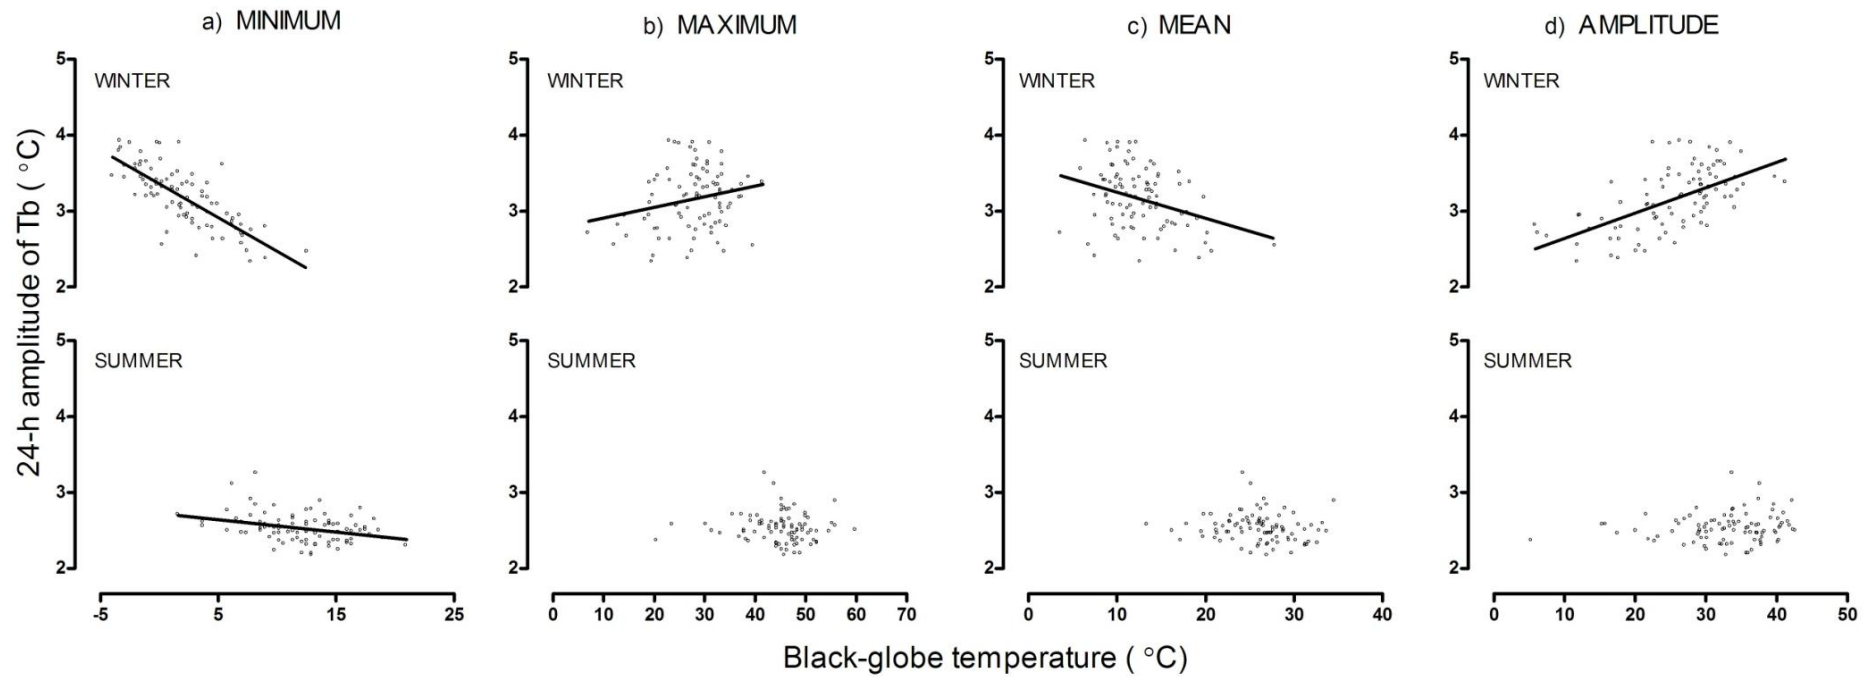 a) MINIMUM
b) MAXIMUM
c) MEAN
d) AMPLITUDE
24-h amplitude of Tb ( °C)
5
WINTER
4
3
2
5
WINTER
4
3
2
5
WINTER
4
3
2
5
WINTER
4
3
2
5
SUMMER
4
3
2
-5 5 15 25
5
SUMMER
4
3
2
0 10 20 30 40 50 60 70
5
SUMMER
4
3
2
0 10 20 30 40
5
SUMMER
4
3
2
0 10 20 30 40 50
Black-globe temperature ( °C)